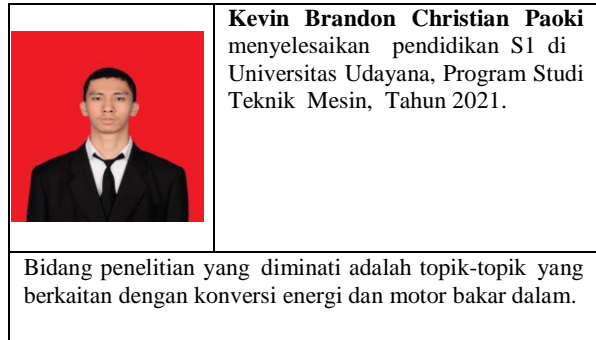 Kevin Brandon Christian Paoki
menyelesaikan pendidikan S1 di
Universitas Udayana, Program Studi
Teknik Mesin, Tahun 2021.
Bidang penelitian yang diminati adalah topik-topik yang
berkaitan dengan konversi energi dan motor bakar dalam.